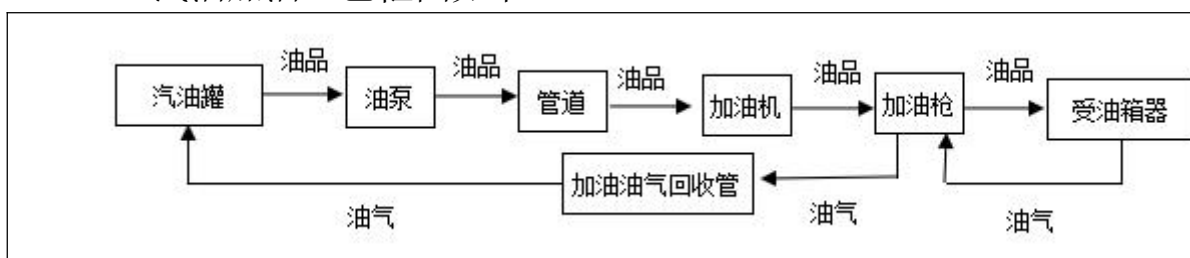 油品 油品 油品 油品 油品
汽油罐 油泵 管道 加油机 加油枪 受油箱器
加油油气回收管
油气 油气 油气